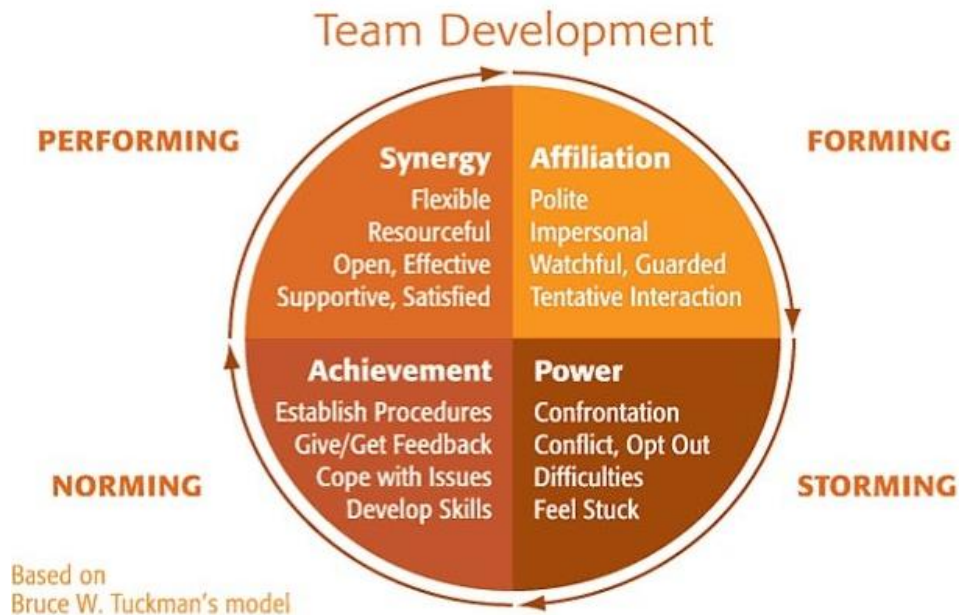 Team Development
PERFORMING
FORMING
Synergy
Flexible
Resourceful
Open, Effective
Supportive, Satisfied
Affiliation
Polite
Impersonal
Watchful, Guarded
Tentative Interaction
Achievement
Establish Procedures
Give/Get Feedback
Cope with Issues
Develop Skills
Power
Confrontation
Conflict, Opt Out
Difficulties
Feel Stuck
NORMING
STORMING
Based on
Bruce W. Tuckman's model